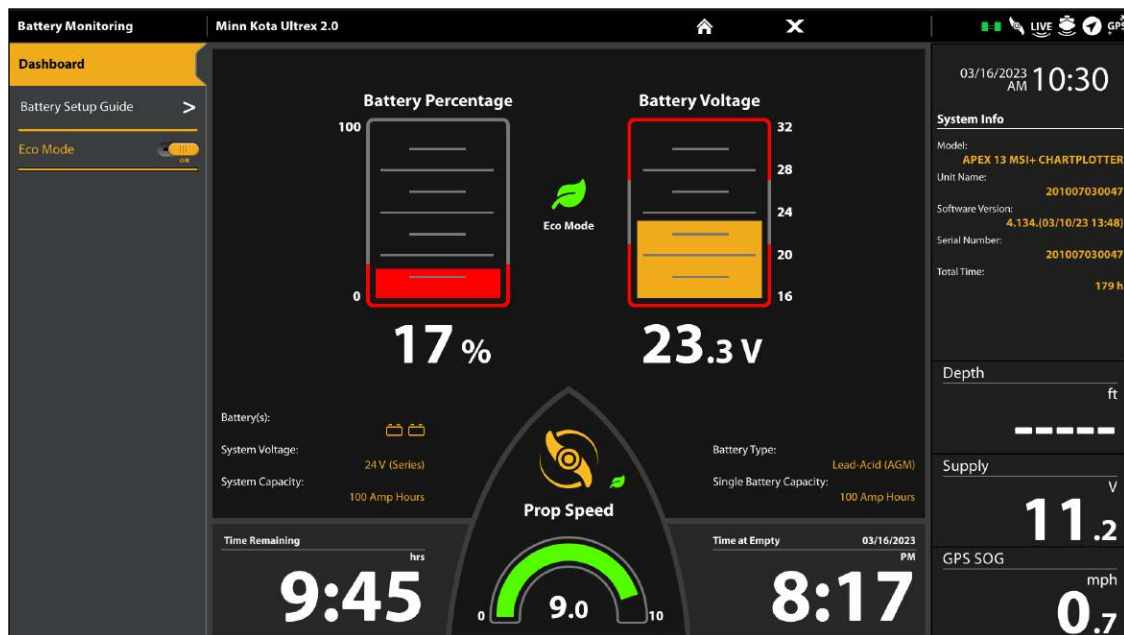 Battery Monitoring
Minn Kota Ultrex 2.0
X
LIVE
GPS
Dashboard
Battery Setup Guide >
Eco Mode
ON
Battery Percentage
100
0
17 %
Eco Mode
Battery Voltage
32
28
24
20
16
23.3 V
Battery(s):
System Voltage:
24 V (Series)
System Capacity:
100 Amp Hours
Prop Speed
0
9.0
10
Battery Type:
Lead-Acid (AGM)
Single Battery Capacity:
100 Amp Hours
Time Remaining
hrs
9:45
Time at Empty 03/16/2023
PM
8:17
03/16/2023
AM 10:30
System Info
Model:
APEX 13 MSI+ CHARTPLOTTER
Unit Name:
201007030047
Software Version:
4.134.(03/10/23 13:48)
Serial Number:
201007030047
Total Time:
179 h
Depth
ft
-----
Supply
V
11.2
GPS SOG
mph
0.7